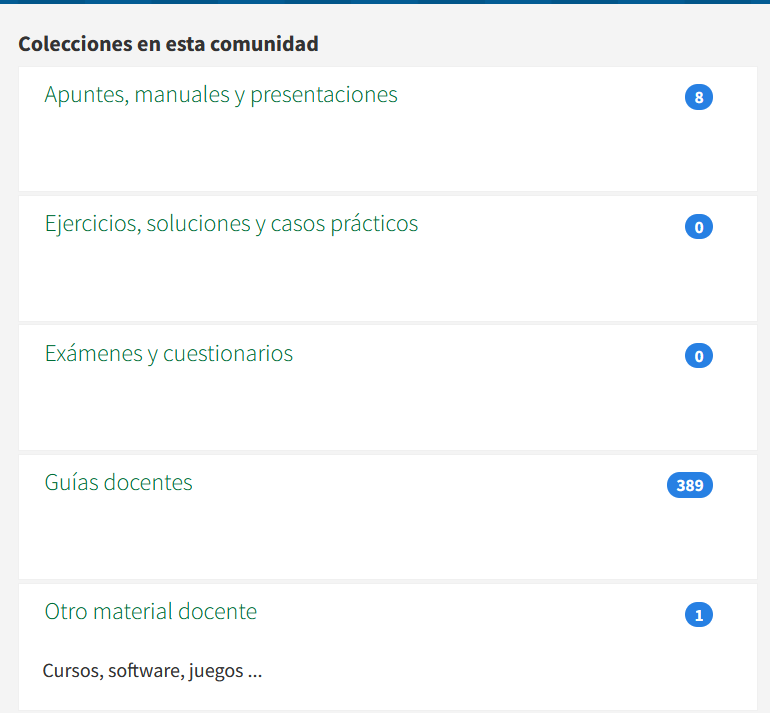 Colecciones en esta comunidad
Apuntes, manuales y presentaciones 8
Ejercicios, soluciones y casos prácticos 0
Exámenes y cuestionarios 0
Guías docentes 389
Otro material docente 1
Cursos, software, juegos ...